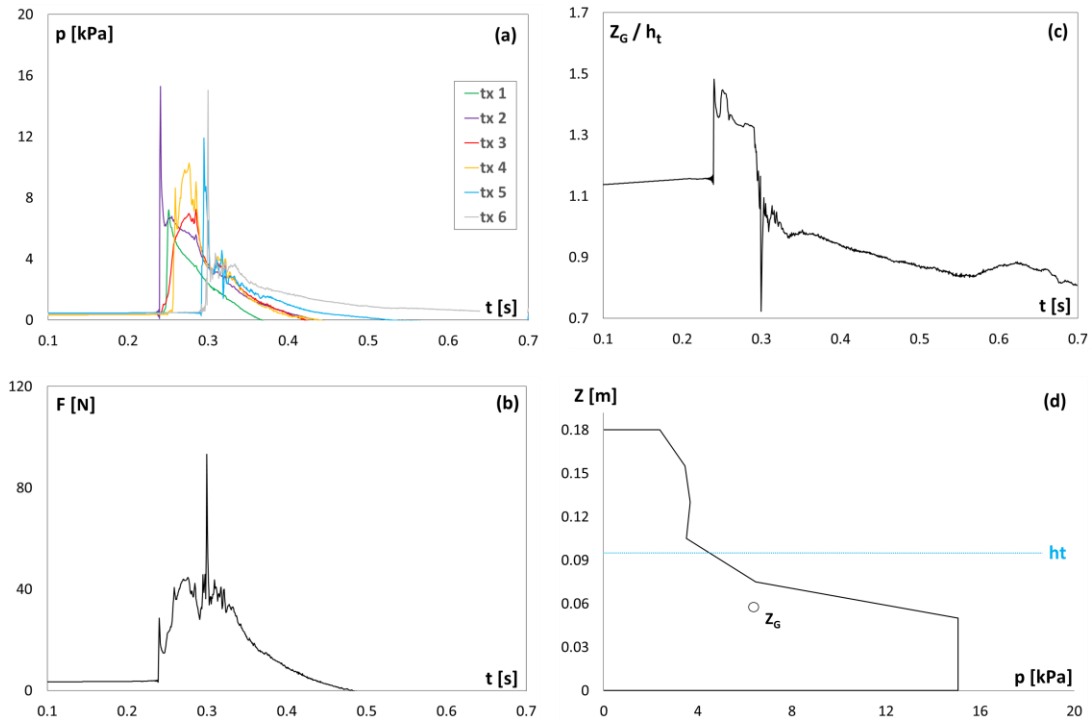 p [kPa]
(a)
20
16
12
8
4
0
tx 1
tx 2
tx 3
tx 4
tx 5
tx 6
t [s]
0.1 0.2 0.3 0.4 0.5 0.6 0.7
Z_G / h_t
(c)
1.7
1.5
1.3
1.1
0.9
0.7
t [s]
0.1 0.2 0.3 0.4 0.5 0.6 0.7
F [N]
(b)
120
80
40
0
t [s]
0.1 0.2 0.3 0.4 0.5 0.6 0.7
Z [m]
(d)
0.18
0.15
0.12
0.09
0.06
0.03
0
ht
Z_G
p [kPa]
0 4 8 12 16 20